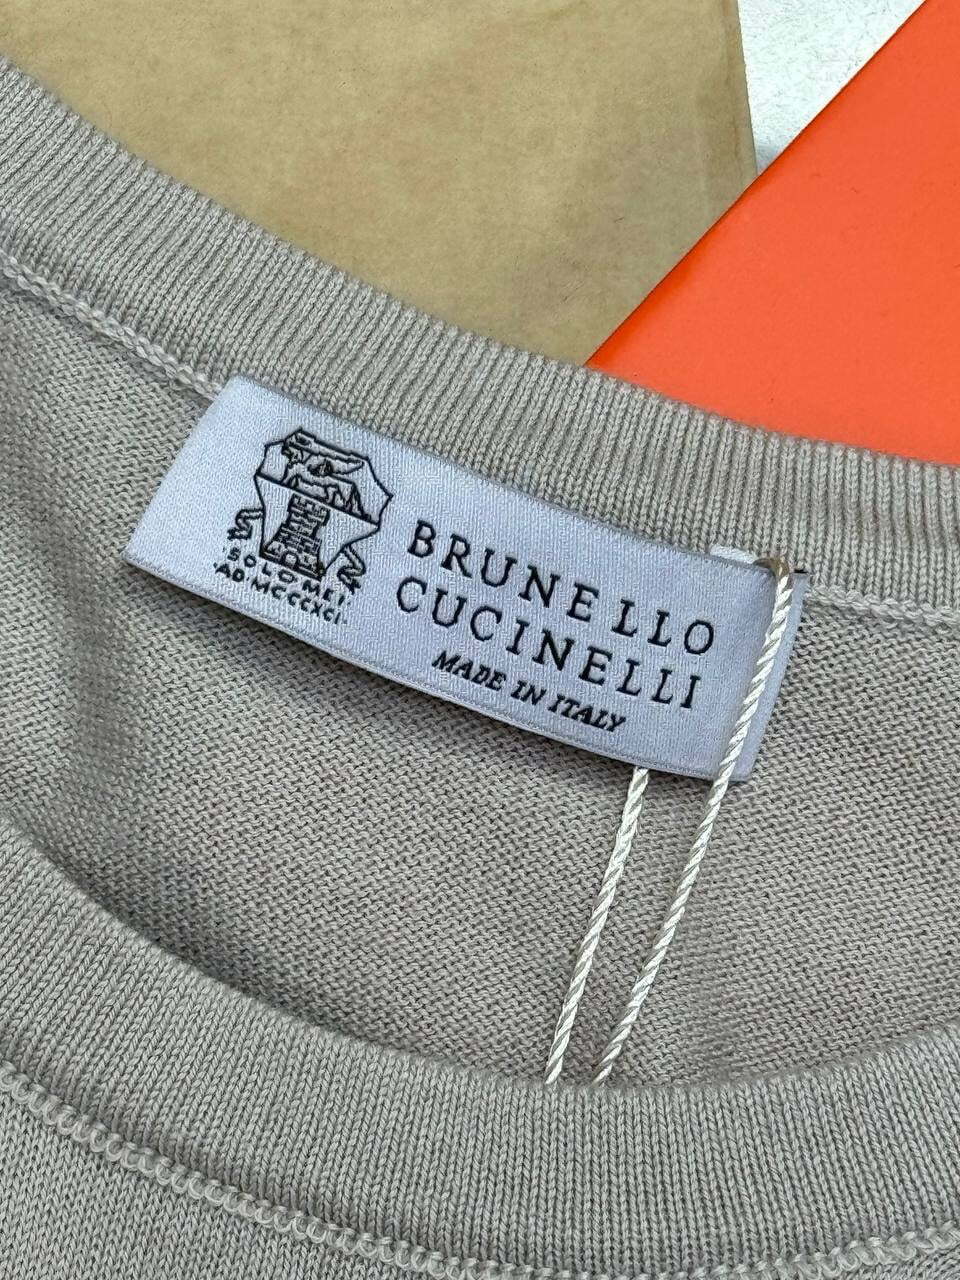 ·SOLOMEI·
·AD·MCCCXCI·
BRUNELLO
CUCINELLI
MADE IN ITALY